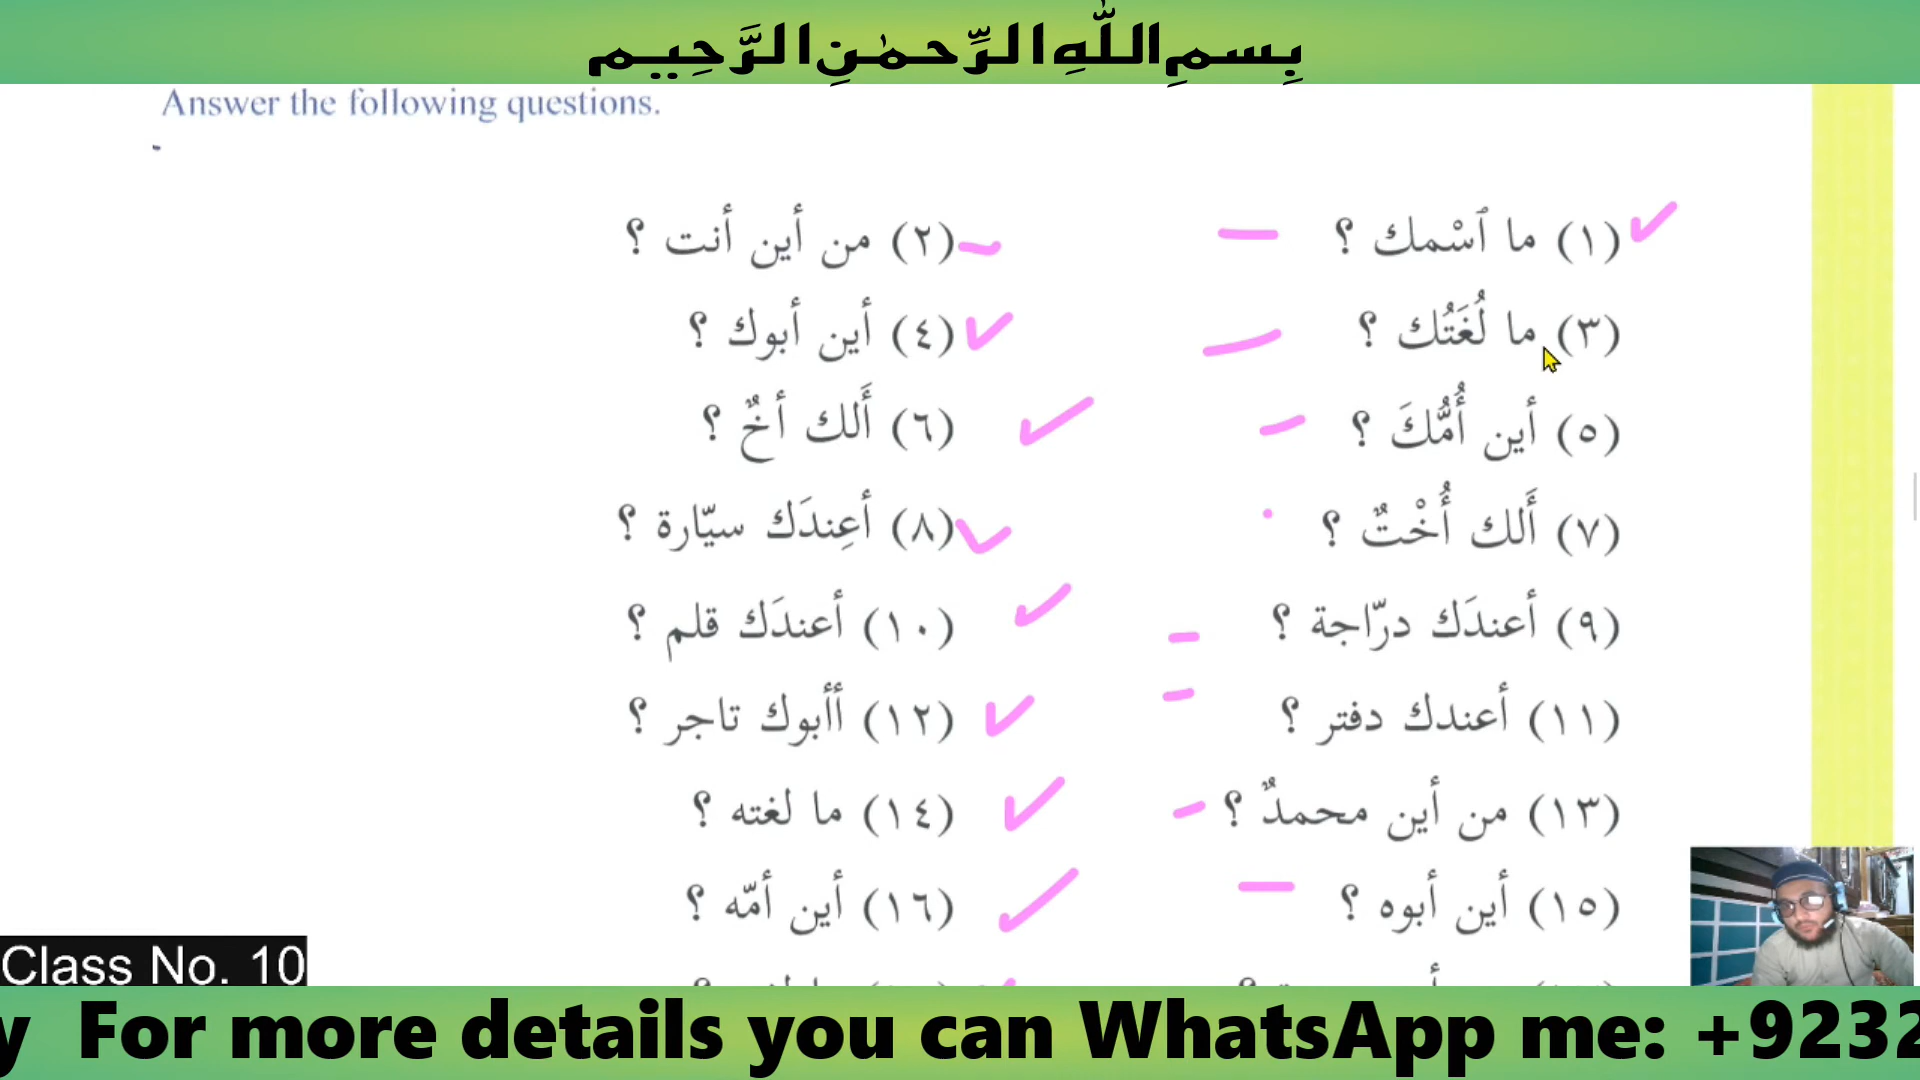 بِسمِ اللّٰهِ الرَّحمٰنِ الرَّحِيم
Answer the following questions.
(١) ما ٱسْمك ؟ (٢) من أين أنت ؟
(٣) ما لُغَتُك ؟ (٤) أين أبوك ؟
(٥) أين أُمُّكَ ؟ (٦) أَلك أخٌ ؟
(٧) أَلك أُخْتٌ ؟ (٨) أعِندَك سيّارة ؟
(٩) أعندَك درّاجة ؟ (١٠) أعندَك قلم ؟
(١١) أعندك دفتر ؟ (١٢) أأبوك تاجر ؟
(١٣) من أين محمدٌ ؟ (١٤) ما لغته ؟
(١٥) أين أبوه ؟ (١٦) أين أمّه ؟
Class No. 10
y For more details you can WhatsApp me: +9232